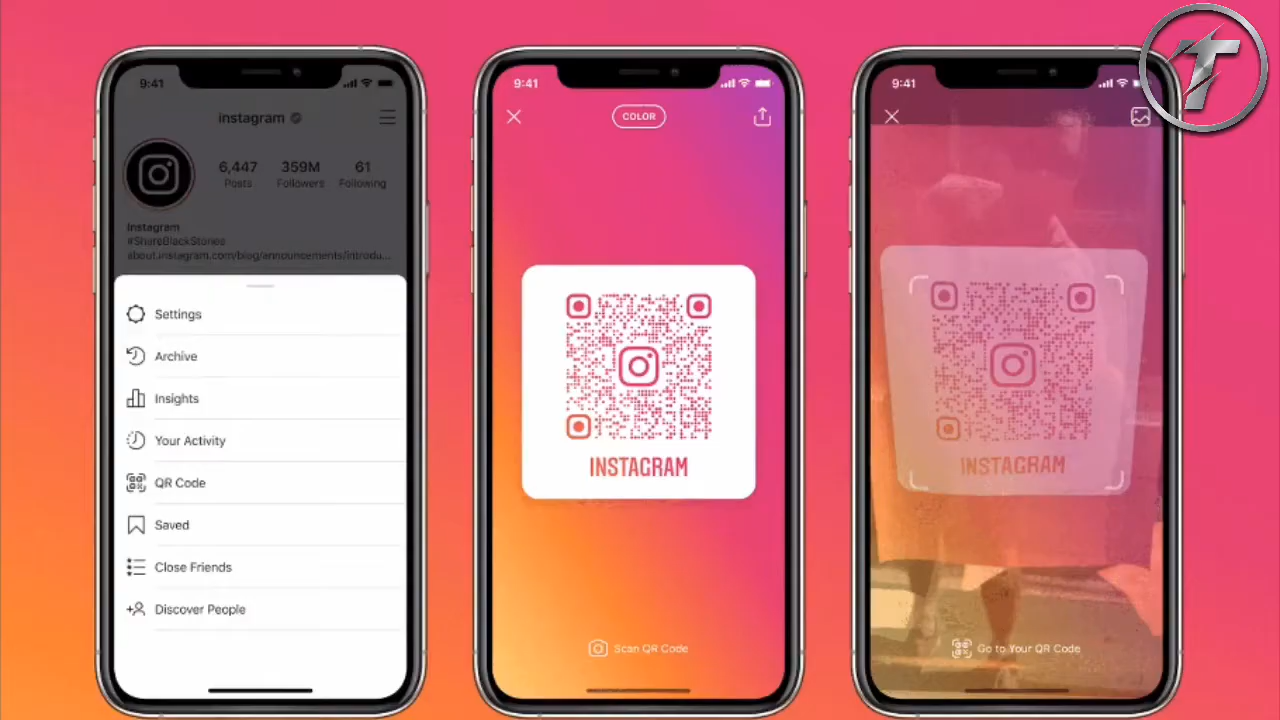 9:41
instagram
6,447
359M
61
Posts
Followers
Following
Instagram
#ShareBlackStories
about.instagram.com/blog/announcements/introdu...
Settings
Archive
Insights
Your Activity
QR Code
Saved
Close Friends
Discover People
9:41
COLOR
INSTAGRAM
Scan QR Code
9:41
INSTAGRAM
Go to Your QR Code
T